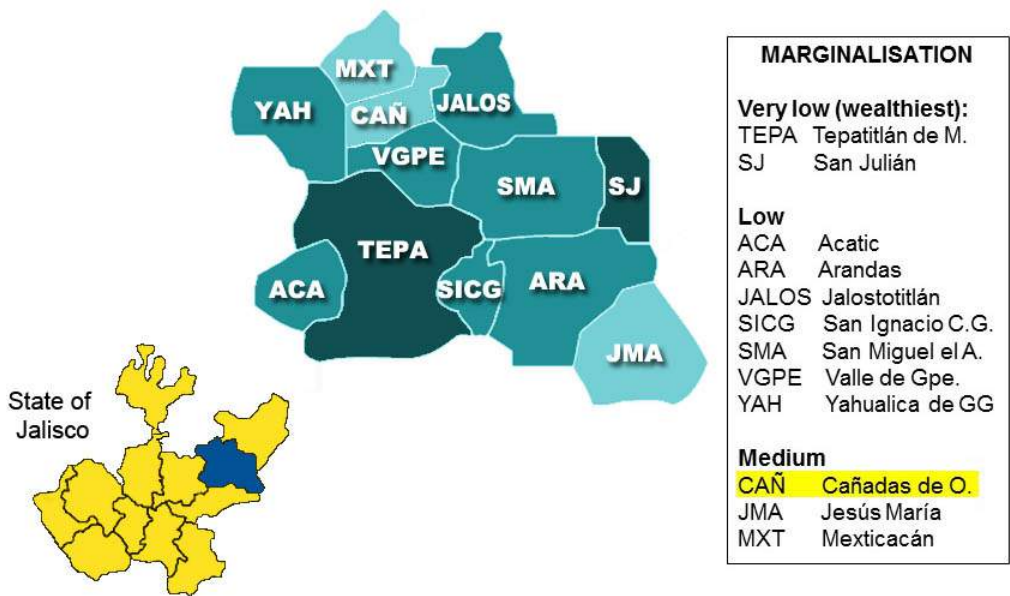 MXT
YAH
CAÑ
JALOS
VGPE
SMA
SJ
TEPA
ACA
SICG
ARA
JMA
State of
Jalisco
MARGINALISATION
Very low (wealthiest):
TEPA Tepatitlán de M.
SJ San Julián
Low
ACA Acatic
ARA Arandas
JALOS Jalostotitlán
SICG San Ignacio C.G.
SMA San Miguel el A.
VGPE Valle de Gpe.
YAH Yahualica de GG
Medium
CAÑ Cañadas de O.
JMA Jesús María
MXT Mexticacán